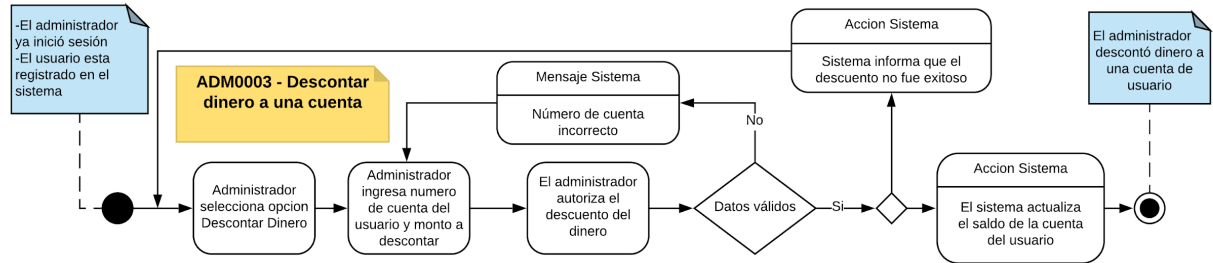 -El administrador
ya inició sesión
-El usuario esta
registrado en el
sistema
ADM0003 - Descontar
dinero a una cuenta
Mensaje Sistema
Número de cuenta
incorrecto
Accion Sistema
Sistema informa que el
descuento no fue exitoso
El administrador
descontó dinero a
una cuenta de
usuario
Administrador
selecciona opcion
Descontar Dinero
Administrador
ingresa numero
de cuenta del
usuario y monto a
descontar
El administrador
autoriza el
descuento del
dinero
No
Datos válidos
Si
Accion Sistema
El sistema actualiza
el saldo de la cuenta
del usuario